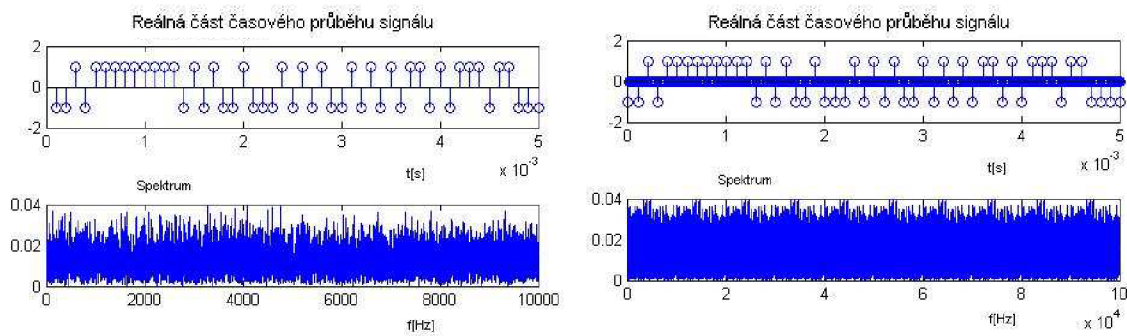 Reálná část časového průběhu signálu
2
0
-2
0 1 2 3 4 5
t[s] x 10^-3
Spektrum
0.04
0.02
0
0 2000 4000 6000 8000 10000
f[Hz]
Reálná část časového průběhu signálu
2
0
-2
0 1 2 3 4 5
t[s] x 10^-3
Spektrum
0.04
0.02
0
0 2 4 6 8 10
f[Hz] x 10^4